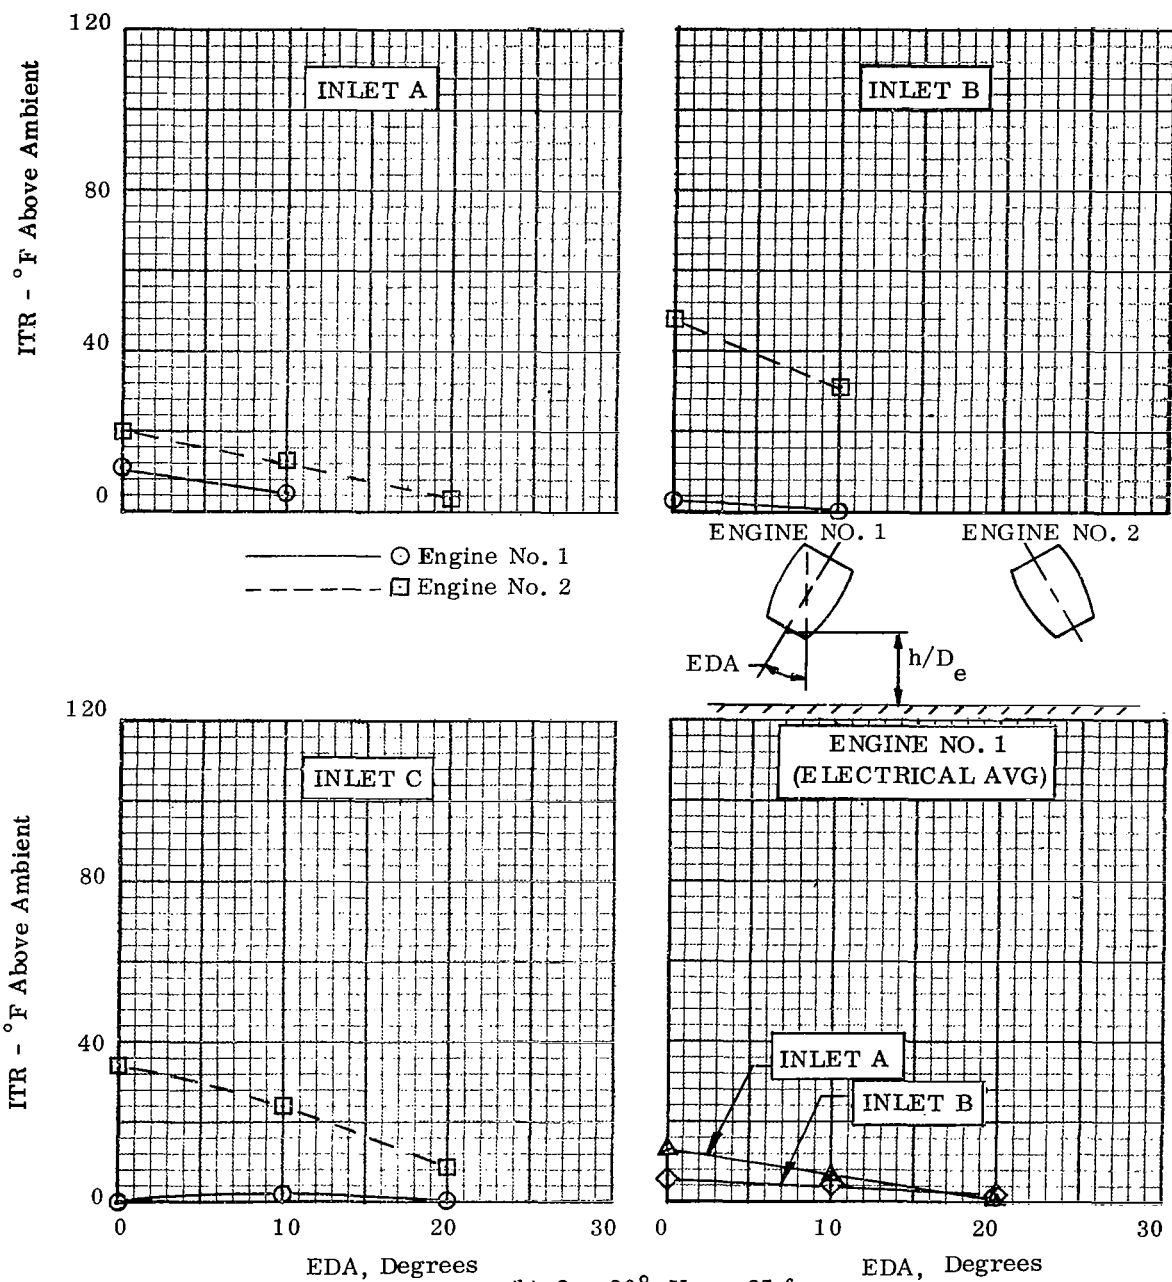 120
INLET A
INLET B
80
40
0
ITR - °F Above Ambient
Engine No. 1
Engine No. 2
ENGINE NO. 1
ENGINE NO. 2
EDA
h/De
120
INLET C
ENGINE NO. 1
(ELECTRICAL AVG)
80
40
0
ITR - °F Above Ambient
INLET A
INLET B
0 10 20 30
0 10 20 30
EDA, Degrees
EDA, Degrees